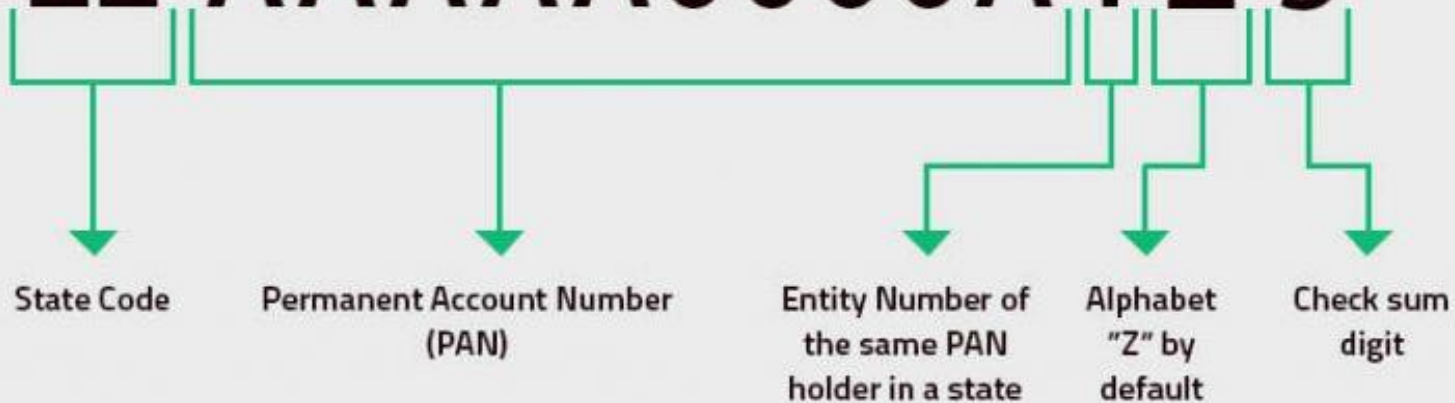 State Code
Permanent Account Number
(PAN)
Entity Number of
the same PAN
holder in a state
Alphabet
"Z" by
default
Check sum
digit